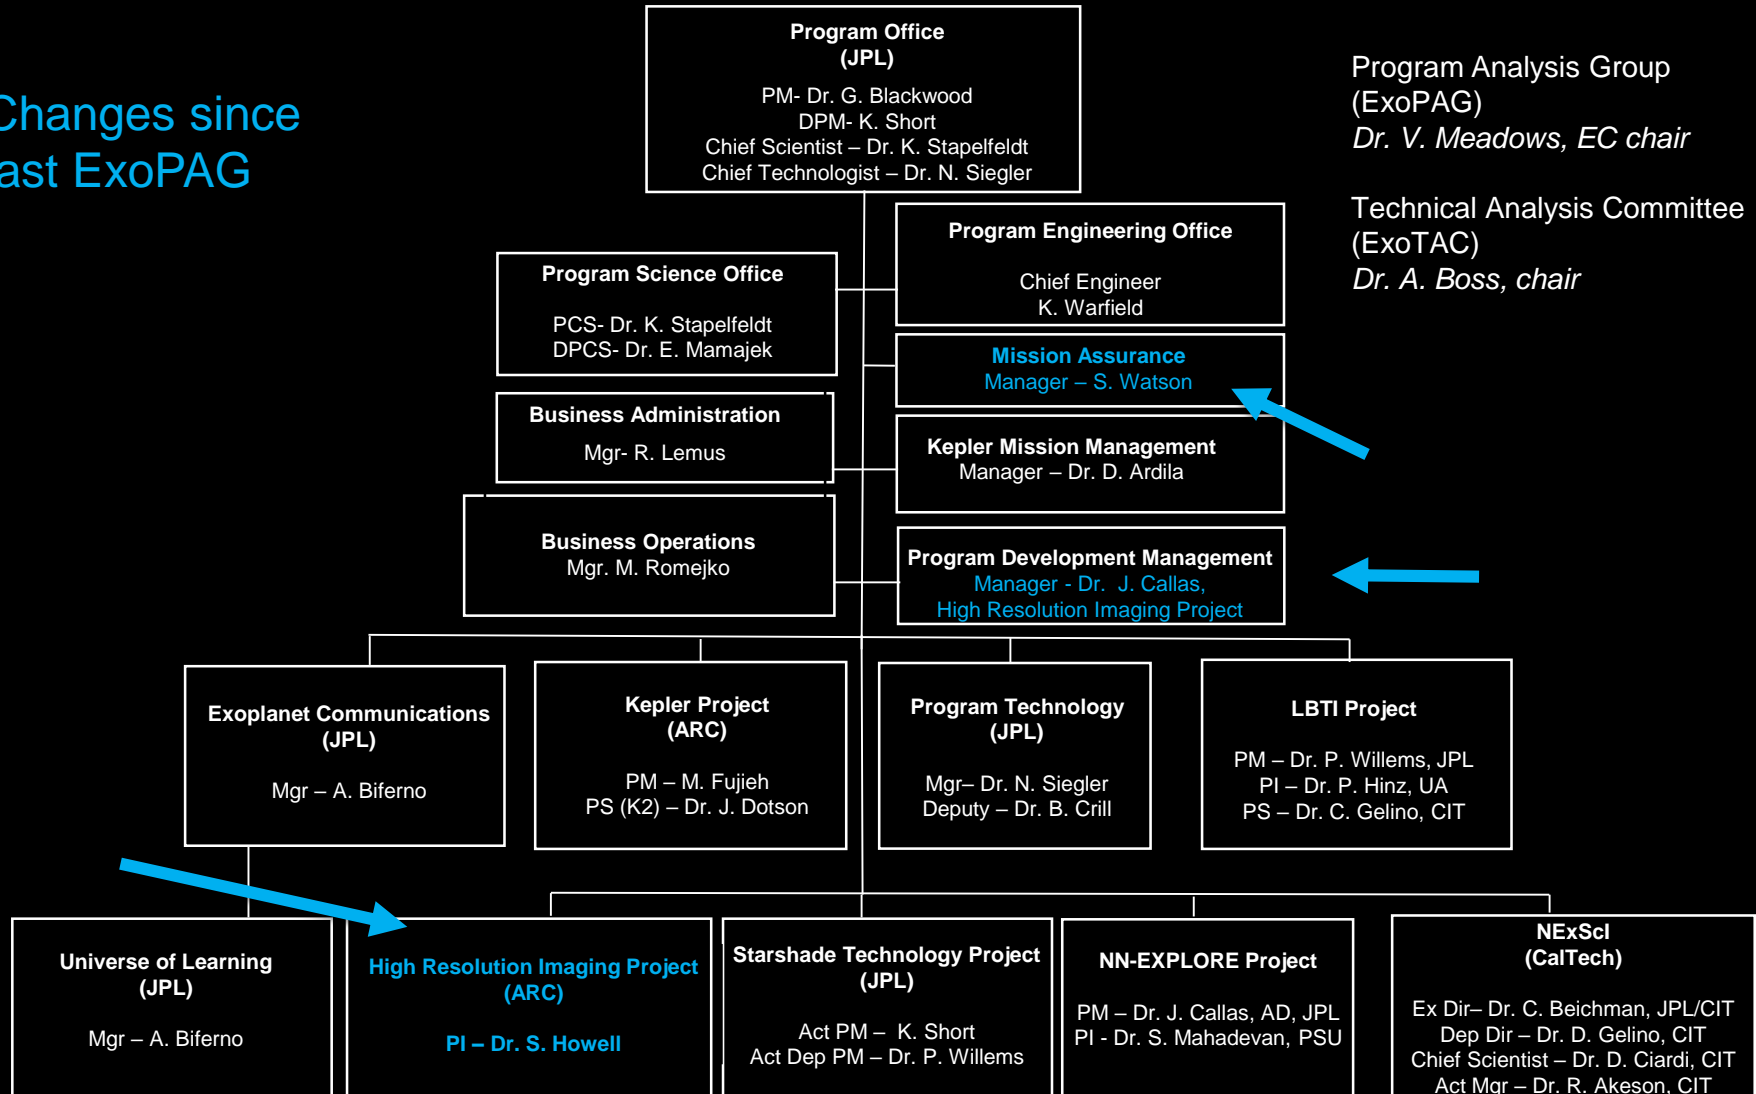 Changes since
ast ExoPAG
Program Office
(JPL)
PM- Dr. G. Blackwood
DPM- K. Short
Chief Scientist – Dr. K. Stapelfeldt
Chief Technologist – Dr. N. Siegler
Program Analysis Group
(ExoPAG)
Dr. V. Meadows, EC chair
Technical Analysis Committee
(ExoTAC)
Dr. A. Boss, chair
Program Engineering Office
Chief Engineer
K. Warfield
Program Science Office
PCS- Dr. K. Stapelfeldt
DPCS- Dr. E. Mamajek
Mission Assurance
Manager – S. Watson
Business Administration
Mgr- R. Lemus
Kepler Mission Management
Manager – Dr. D. Ardila
Business Operations
Mgr. M. Romejko
Program Development Management
Manager - Dr. J. Callas,
High Resolution Imaging Project
Exoplanet Communications
(JPL)
Mgr – A. Biferno
Kepler Project
(ARC)
PM – M. Fujieh
PS (K2) – Dr. J. Dotson
Program Technology
(JPL)
Mgr– Dr. N. Siegler
Deputy – Dr. B. Crill
LBTI Project
PM – Dr. P. Willems, JPL
PI – Dr. P. Hinz, UA
PS – Dr. C. Gelino, CIT
Universe of Learning
(JPL)
Mgr – A. Biferno
High Resolution Imaging Project
(ARC)
PI – Dr. S. Howell
Starshade Technology Project
(JPL)
Act PM – K. Short
Act Dep PM – Dr. P. Willems
NN-EXPLORE Project
PM – Dr. J. Callas, AD, JPL
PI - Dr. S. Mahadevan, PSU
NExScI
(CalTech)
Ex Dir– Dr. C. Beichman, JPL/CIT
Dep Dir – Dr. D. Gelino, CIT
Chief Scientist – Dr. D. Ciardi, CIT
Act Mgr – Dr. R. Akeson, CIT